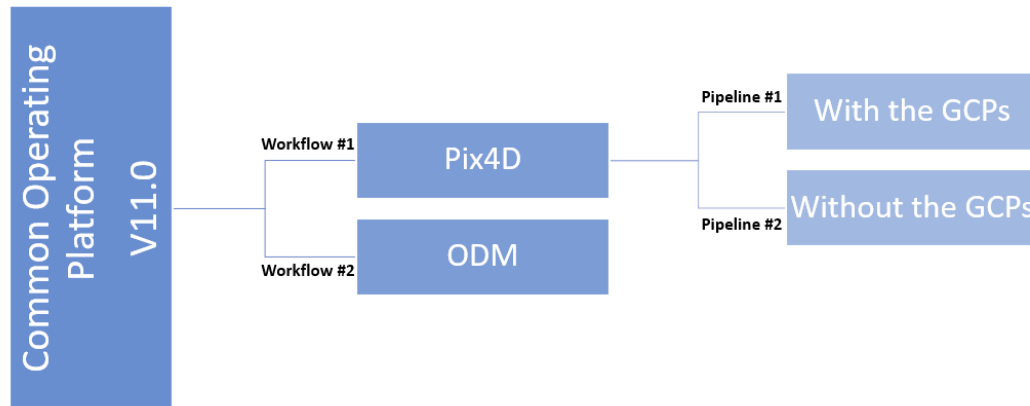 Common Operating
Platform
V11.0
Workflow #1
Pix4D
Workflow #2
ODM
Pipeline #1
With the GCPs
Pipeline #2
Without the GCPs